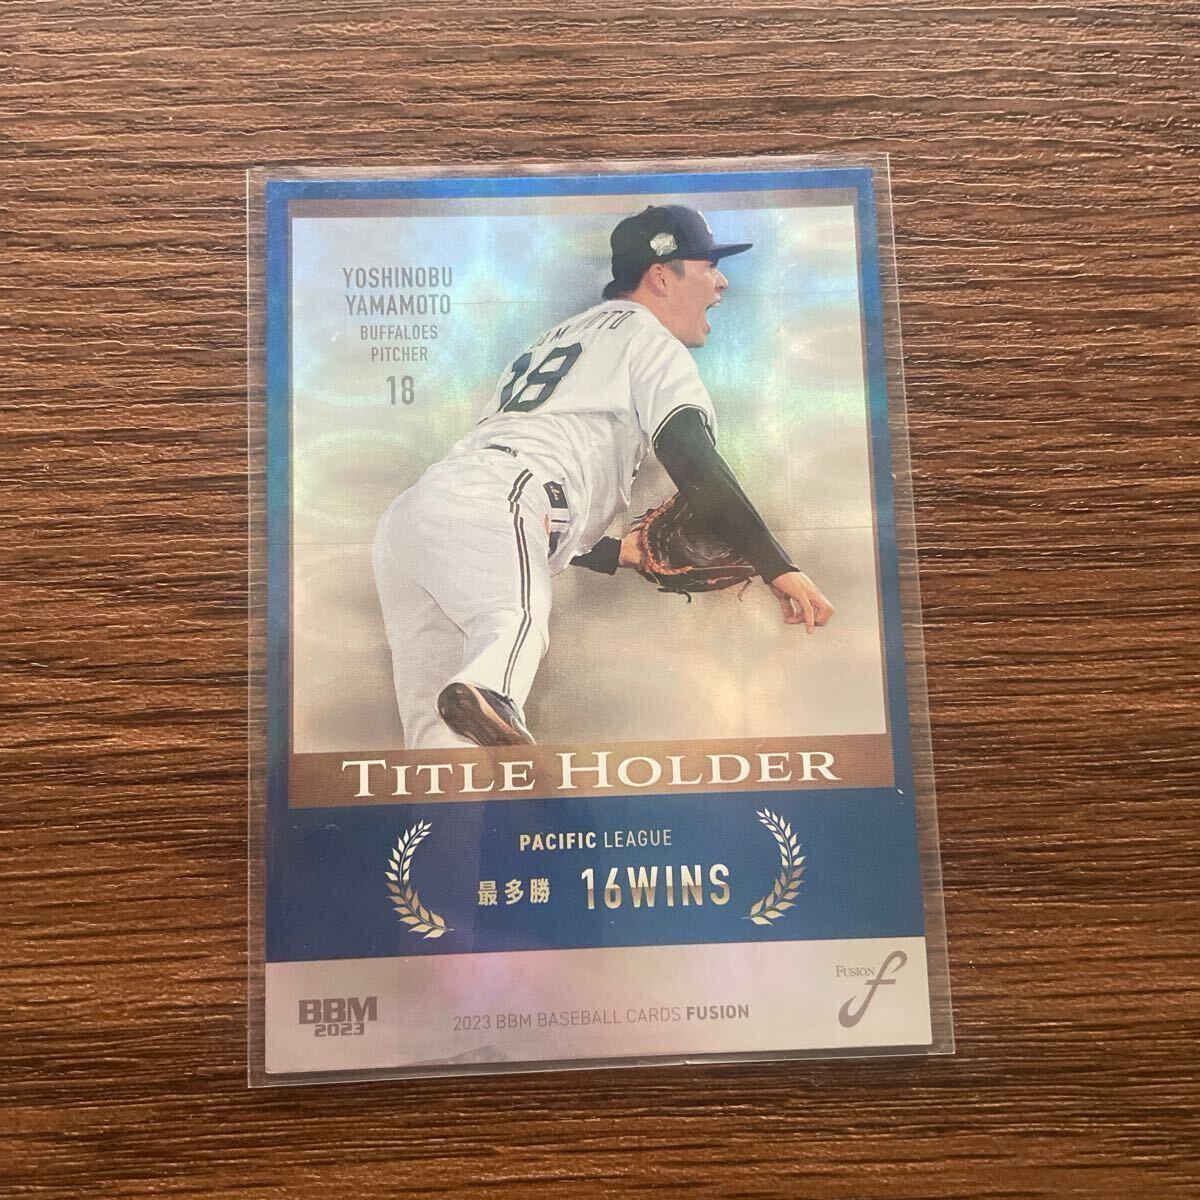 YOSHINOBU
YAMAMOTO
BUFFALOES
PITCHER
18
18
TITLE HOLDER
PACIFIC LEAGUE
最多勝 16WINS
FUSION f
BBM
2023
2023 BBM BASEBALL CARDS FUSION